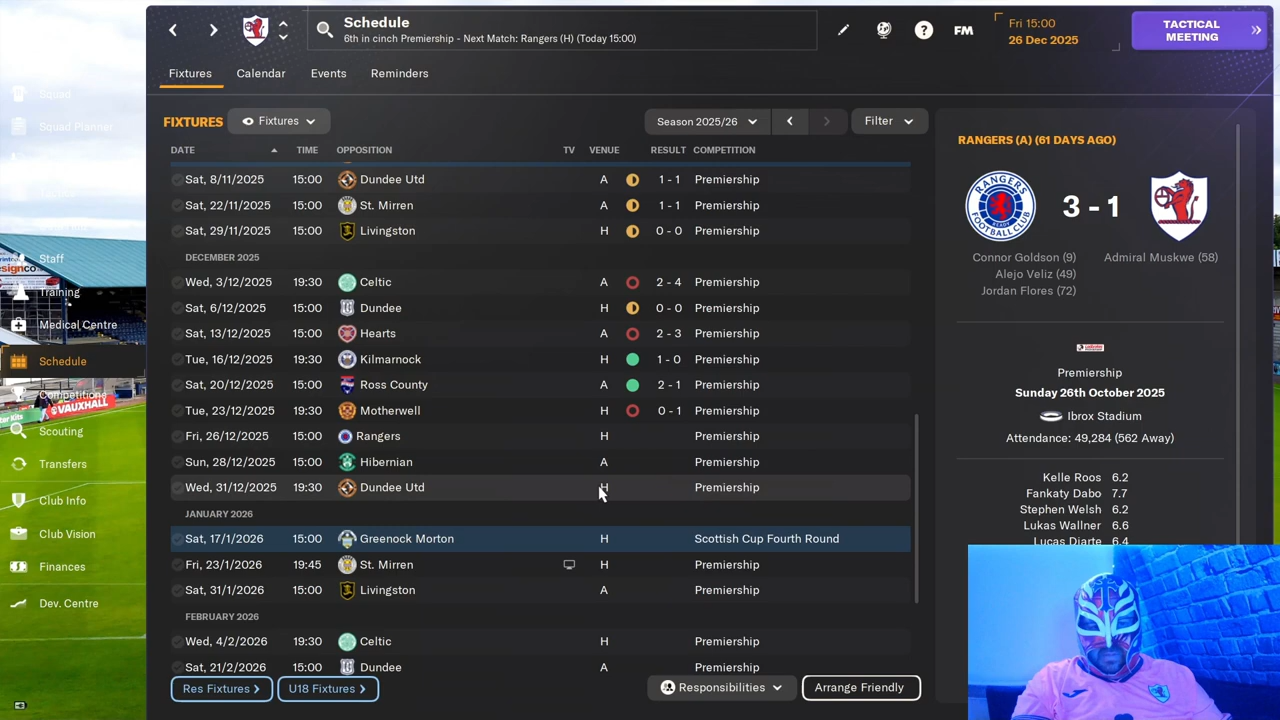 Schedule
6th in cinch Premiership - Next Match: Rangers (H) (Today 15:00)
FM
Fri 15:00
26 Dec 2025
TACTICAL
MEETING
Fixtures Calendar Events Reminders
Squad
Squad Planner
Staff
Training
Medical Centre
Schedule
Competitions
Scouting
Transfers
Club Info
Club Vision
Finances
Dev. Centre
FIXTURES Fixtures Season 2025/26 Filter
DATE TIME OPPOSITION TV VENUE RESULT COMPETITION
Sat, 8/11/2025 15:00 Dundee Utd A 1 - 1 Premiership
Sat, 22/11/2025 15:00 St. Mirren A 1 - 1 Premiership
Sat, 29/11/2025 15:00 Livingston H 0 - 0 Premiership
DECEMBER 2025
Wed, 3/12/2025 19:30 Celtic A 2 - 4 Premiership
Sat, 6/12/2025 15:00 Dundee H 0 - 0 Premiership
Sat, 13/12/2025 15:00 Hearts A 2 - 3 Premiership
Tue, 16/12/2025 19:30 Kilmarnock H 1 - 0 Premiership
Sat, 20/12/2025 15:00 Ross County A 2 - 1 Premiership
Tue, 23/12/2025 19:30 Motherwell H 0 - 1 Premiership
Fri, 26/12/2025 15:00 Rangers H Premiership
Sun, 28/12/2025 15:00 Hibernian A Premiership
Wed, 31/12/2025 19:30 Dundee Utd H Premiership
JANUARY 2026
Sat, 17/1/2026 15:00 Greenock Morton H Scottish Cup Fourth Round
Fri, 23/1/2026 19:45 St. Mirren H Premiership
Sat, 31/1/2026 15:00 Livingston A Premiership
FEBRUARY 2026
Wed, 4/2/2026 19:30 Celtic H Premiership
Sat, 21/2/2026 15:00 Dundee A Premiership
Res Fixtures U18 Fixtures Responsibilities Arrange Friendly
RANGERS (A) (61 DAYS AGO)
RANGERS
FOOTBALL CLUB
3 - 1
Connor Goldson (9) Admiral Muskwe (58)
Alejo Veliz (49)
Jordan Flores (72)
Premiership
Sunday 26th October 2025
Ibrox Stadium
Attendance: 49,284 (562 Away)
Kelle Roos 6.2
Fankaty Dabo 7.7
Stephen Welsh 6.2
Lukas Wallner 6.6
Lucas Diarte 6.4
VAUXHALL